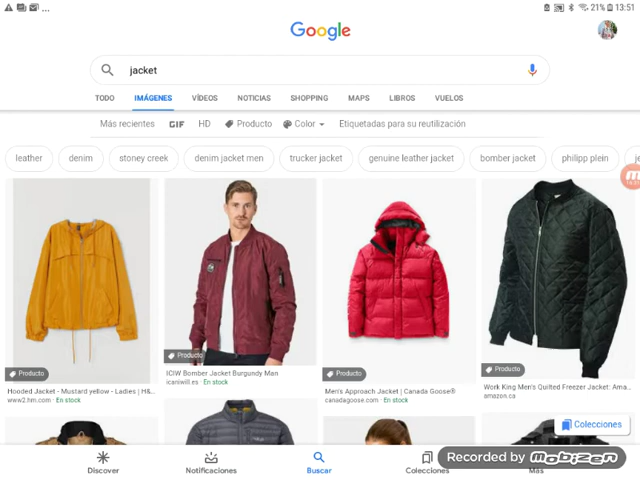 21% 13:51
Google
jacket
TODO IMÁGENES VÍDEOS NOTICIAS SHOPPING MAPS LIBROS VUELOS
Más recientes GIF HD Producto Color Etiquetadas para su reutilización
leather denim stoney creek denim jacket men trucker jacket genuine leather jacket bomber jacket philipp plein
Producto
Producto
Producto
Producto
Hooded Jacket - Mustard yellow - Ladies | H&...
www2.hm.com · En stock
ICIW Bomber Jacket Burgundy Man
icaniwill.es · En stock
Men's Approach Jacket | Canada Goose®
canadagoose.com · En stock
Work King Men's Quilted Freezer Jacket: Ama...
amazon.ca
Colecciones
Discover Notificaciones Buscar Colecciones Más
Recorded by MOBIZEN